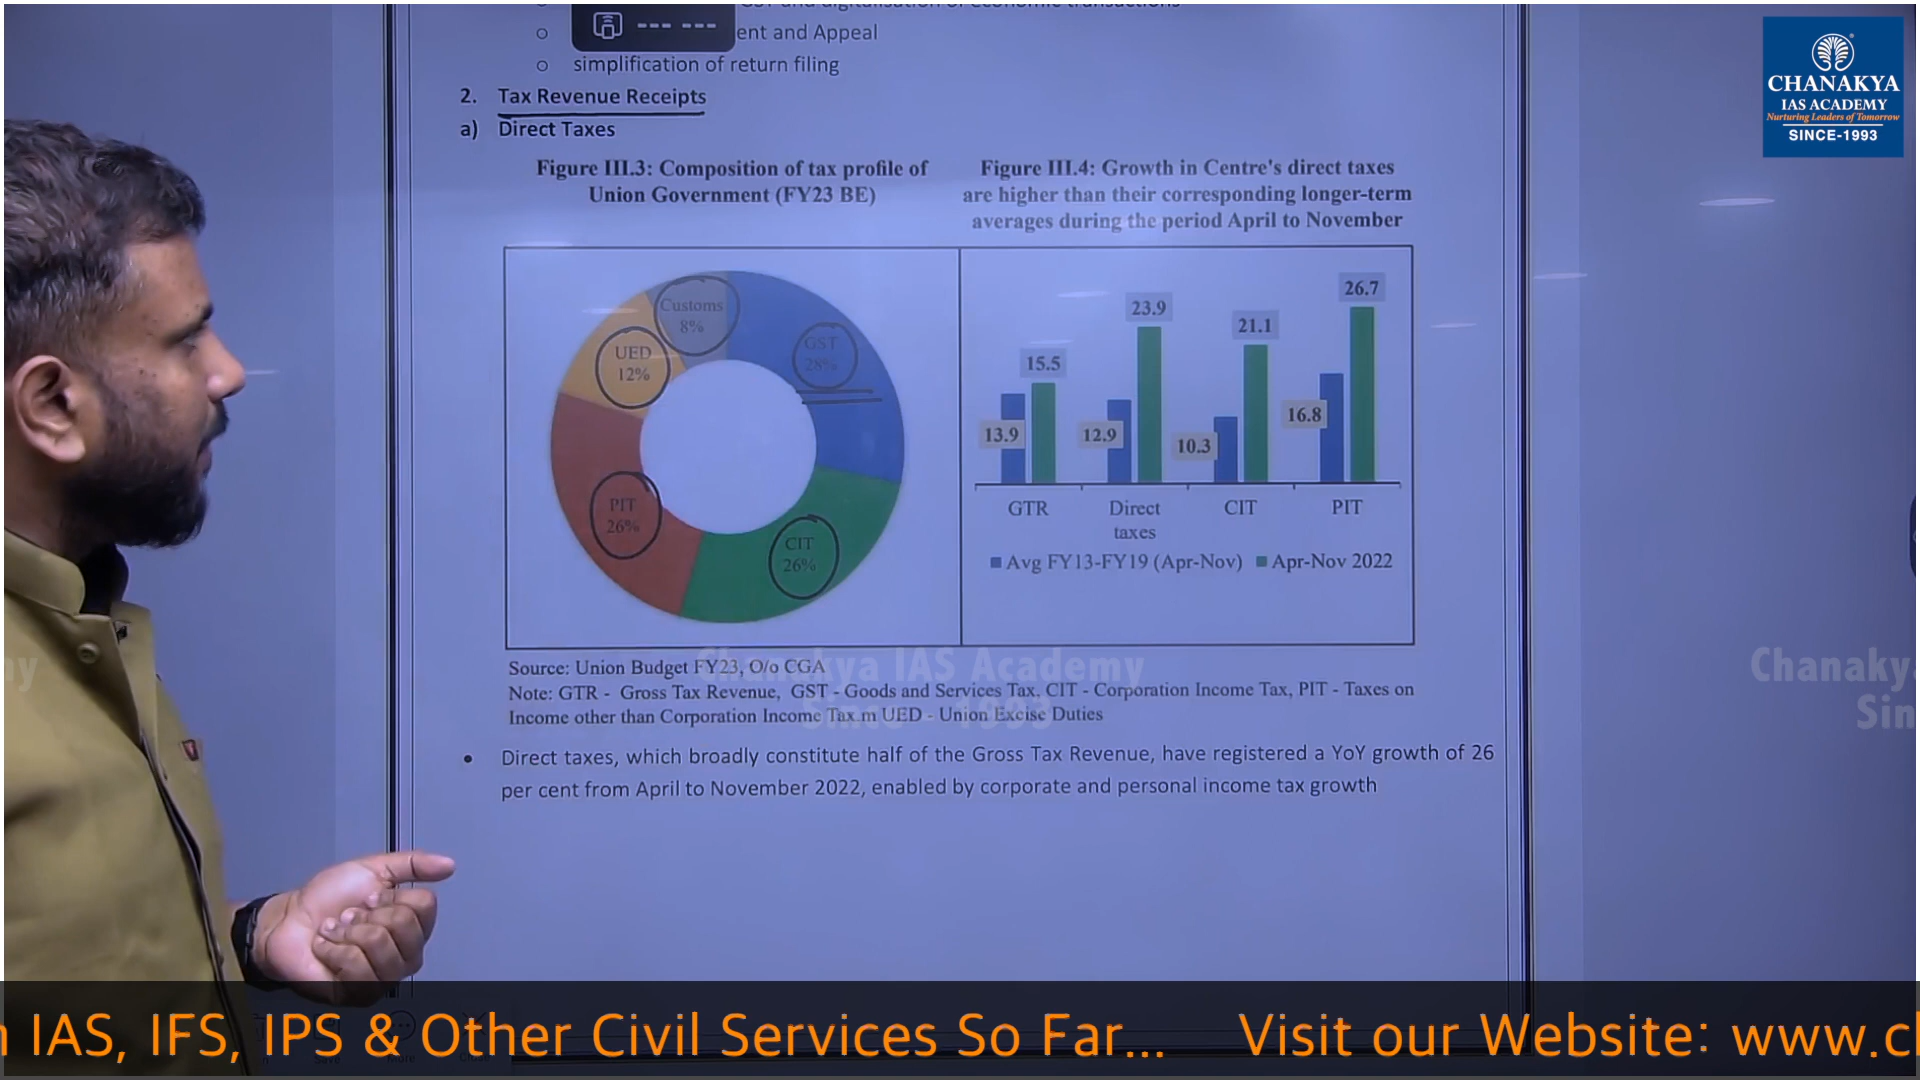 ent and Appeal
o simplification of return filing
2. Tax Revenue Receipts
a) Direct Taxes
Figure III.3: Composition of tax profile of
Union Government (FY23 BE)
Customs
8%
GST
28%
UED
12%
PIT
26%
CIT
26%
Figure III.4: Growth in Centre's direct taxes
are higher than their corresponding longer-term
averages during the period April to November
26.7
23.9
21.1
15.5
16.8
13.9
12.9
10.3
GTR
Direct
taxes
CIT
PIT
Avg FY13-FY19 (Apr-Nov) Apr-Nov 2022
Source: Union Budget FY23, O/o CGA
Note: GTR - Gross Tax Revenue, GST - Goods and Services Tax, CIT - Corporation Income Tax, PIT - Taxes on
Income other than Corporation Income Tax.m UED - Union Excise Duties
• Direct taxes, which broadly constitute half of the Gross Tax Revenue, have registered a YoY growth of 26
per cent from April to November 2022, enabled by corporate and personal income tax growth
CHANAKYA
IAS ACADEMY
Nurturing Leaders of Tomorrow
SINCE-1993
Chanakya IAS Academy
Since - 1993
IAS, IFS, IPS & Other Civil Services So Far... Visit our Website: www.c